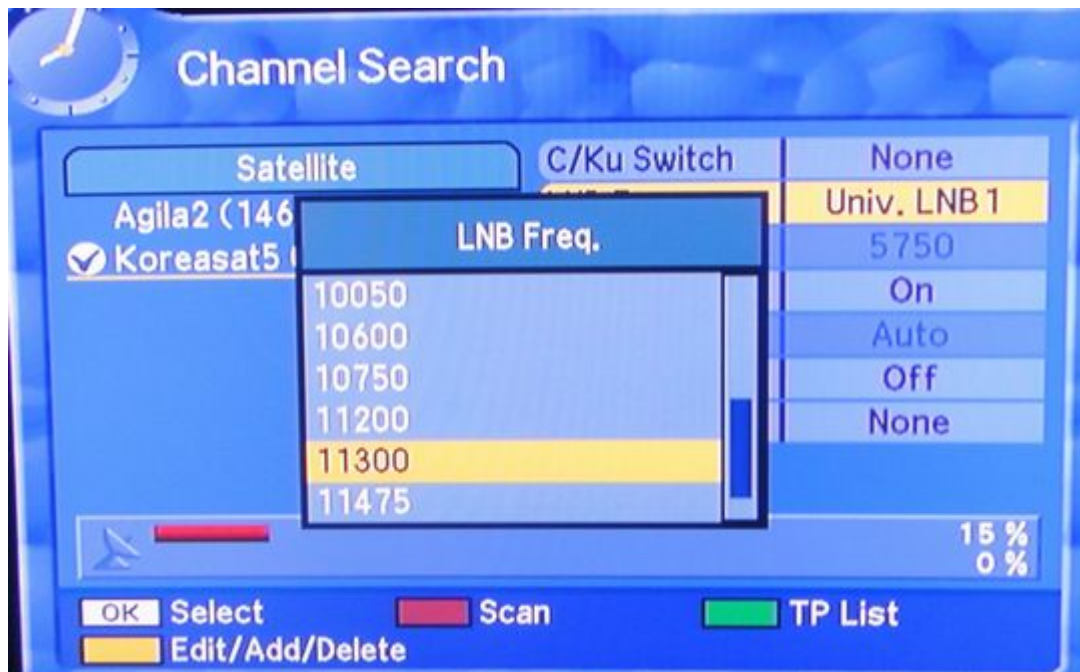 Channel Search
Satellite
C/Ku Switch
None
Agila2 (146
Univ. LNB 1
Koreasat5
5750
On
Auto
Off
None
LNB Freq.
10050
10600
10750
11200
11300
11475
15 %
0 %
OK Select
Scan
TP List
Edit/Add/Delete